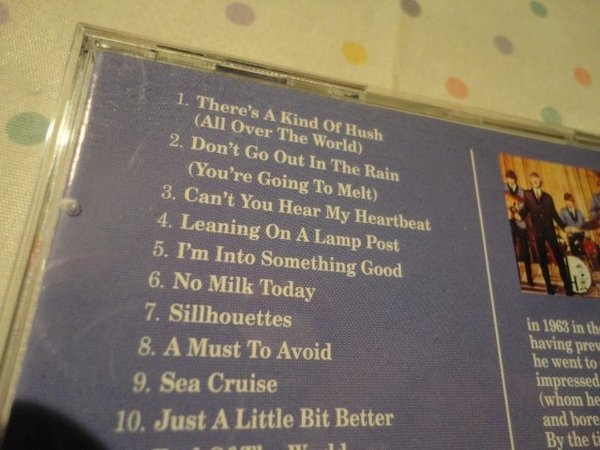 1. There's A Kind Of Hush
(All Over The World)
2. Don't Go Out In The Rain
(You're Going To Melt)
3. Can't You Hear My Heartbeat
4. Leaning On A Lamp Post
5. I'm Into Something Good
6. No Milk Today
7. Sillhouettes
8. A Must To Avoid
9. Sea Cruise
10. Just A Little Bit Better
Of The World
in 1963 in the
having prev
he went to
impressed
(whom he
and bore
By the ti